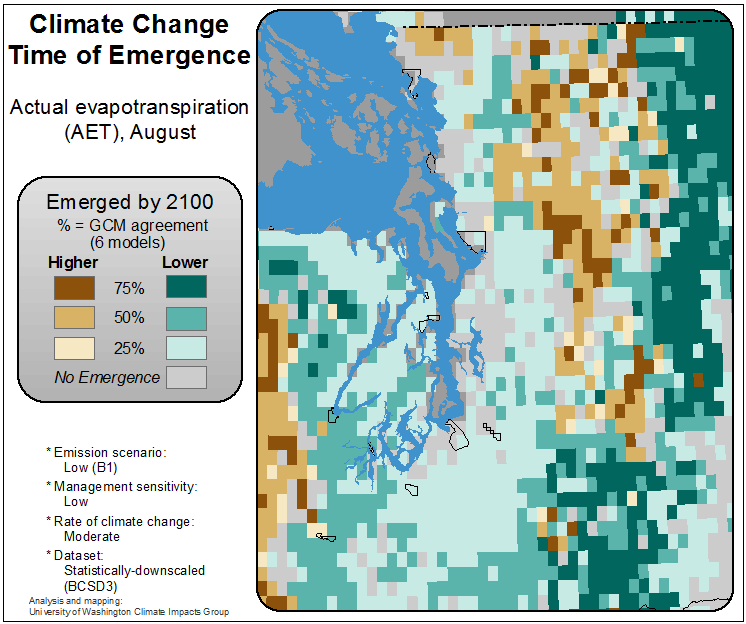 Climate Change
Time of Emergence
Actual evapotranspiration
(AET), August
Emerged by 2100
% = GCM agreement
(6 models)
Higher Lower
75%
50%
25%
No Emergence
* Emission scenario:
Low (B1)
* Management sensitivity:
Low
* Rate of climate change:
Moderate
* Dataset:
Statistically-downscaled
(BCSD3)
Analysis and mapping:
University of Washington Climate Impacts Group